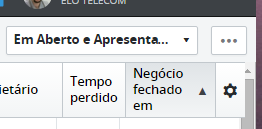 ELO TELECOM
Em Aberto e Apresenta...
ietário
Tempo
perdido
Negócio
fechado
em